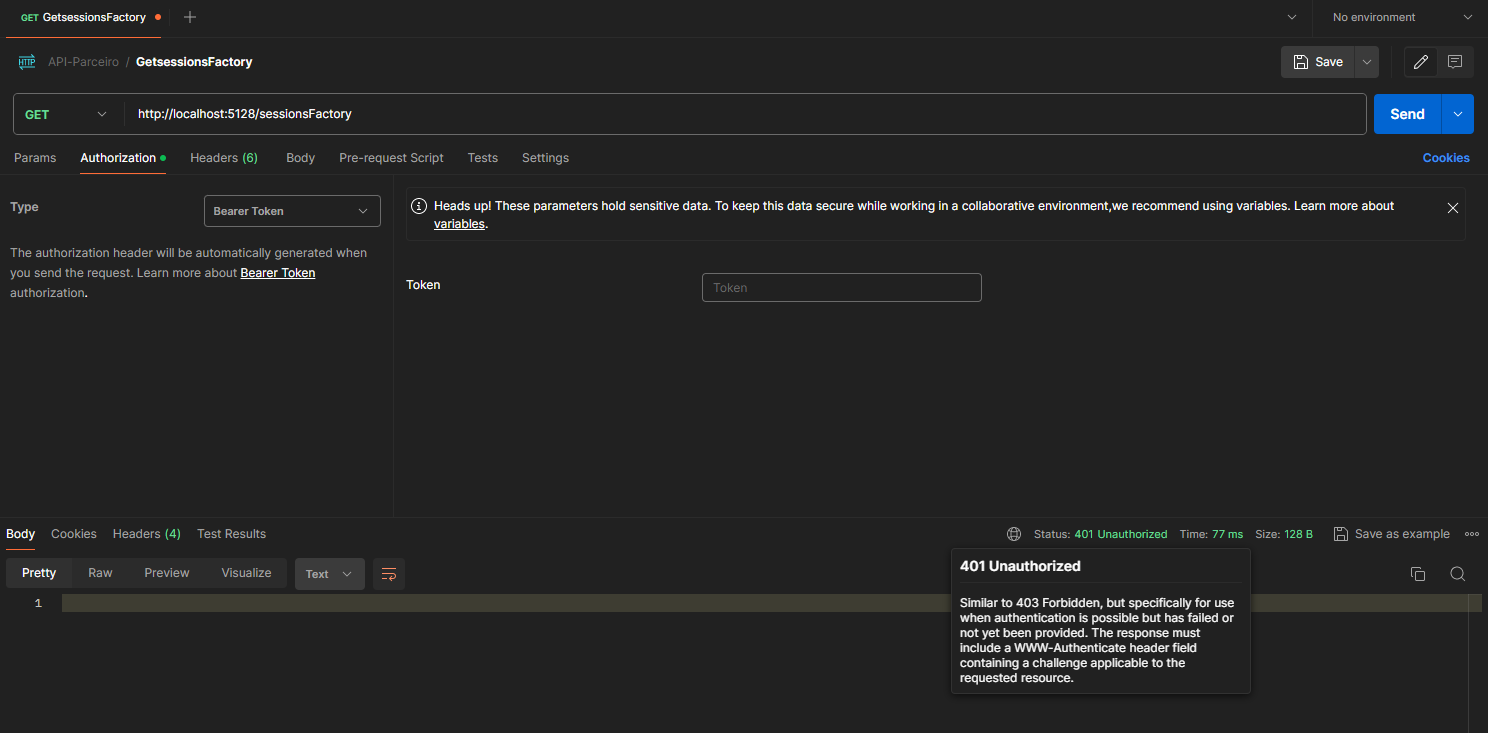 GET GetsessionsFactory
No environment
HTTP API-Parceiro / GetsessionsFactory
Save
GET http://localhost:5128/sessionsFactory
Send
Params Authorization Headers (6) Body Pre-request Script Tests Settings
Cookies
Type
Bearer Token
The authorization header will be automatically generated when
you send the request. Learn more about Bearer Token
authorization.
Heads up! These parameters hold sensitive data. To keep this data secure while working in a collaborative environment,we recommend using variables. Learn more about
variables.
Token
Token
Body Cookies Headers (4) Test Results
Status: 401 Unauthorized Time: 77 ms Size: 128 B Save as example
Pretty Raw Preview Visualize Text
1
401 Unauthorized
Similar to 403 Forbidden, but specifically for use
when authentication is possible but has failed or
not yet been provided. The response must
include a WWW-Authenticate header field
containing a challenge applicable to the
requested resource.